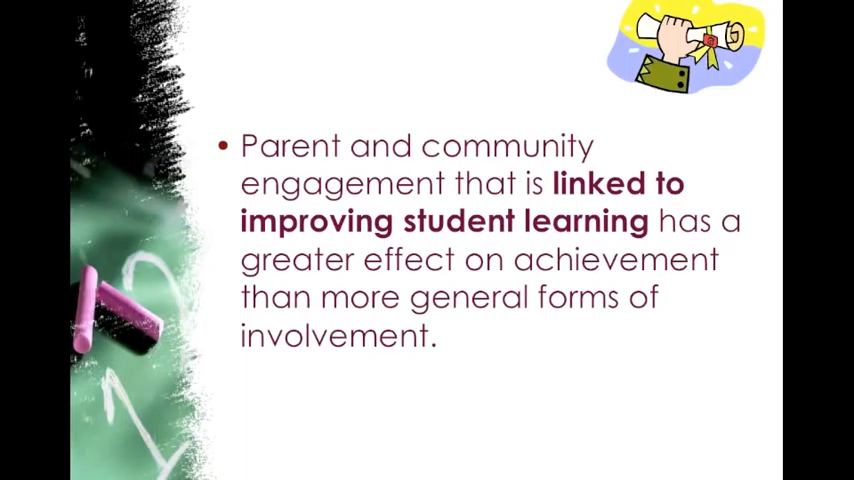 • Parent and community
engagement that is linked to
improving student learning has a
greater effect on achievement
than more general forms of
involvement.